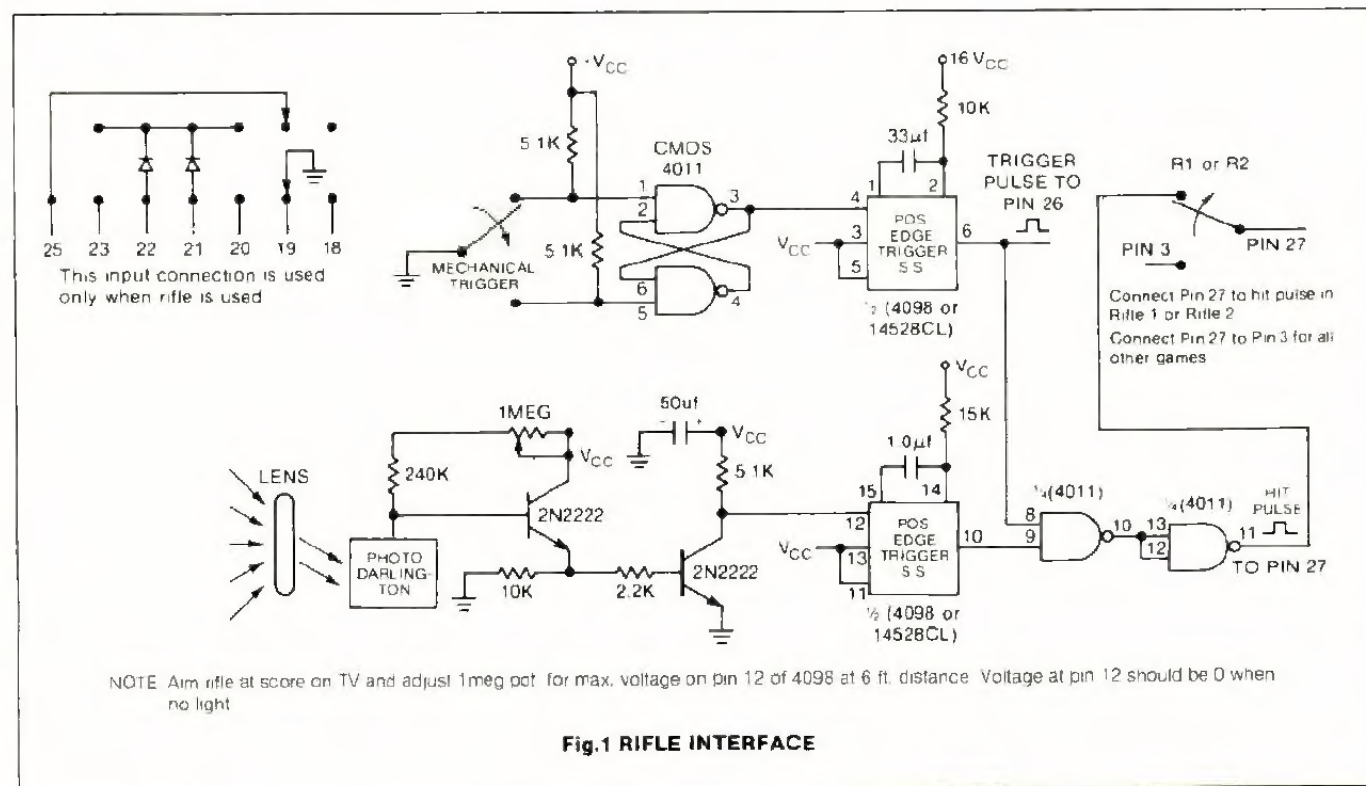 -VCC
5 1K
5.1K
CMOS
4011
1
2
3
6
5
4
MECHANICAL
TRIGGER
25 23 22 21 20 19 18
This input connection is used
only when rifle is used
16 VCC
10K
33µf
1 2
4
POS
EDGE
TRIGGER
S S
6
VCC
3
5
½ (4098 or
14528CL)
TRIGGER
PULSE TO
PIN 26
R1 or R2
PIN 27
PIN 3
Connect Pin 27 to hit pulse in
Rifle 1 or Rifle 2
Connect Pin 27 to Pin 3 for all
other games
LENS
PHOTO
DARLING-
TON
240K
1MEG
VCC
2N2222
10K
2.2K
50uf
- +
VCC
5 1K
2N2222
VCC
15K
1 0µf
15 14
12
POS
EDGE
TRIGGER
S S
10
VCC
13
11
½ (4098 or
14528CL)
¼(4011)
8
9
10
¼(4011)
13
12
11
HIT
PULSE
TO PIN 27
NOTE Aim rifle at score on TV and adjust 1meg pot for max. voltage on pin 12 of 4098 at 6 ft. distance Voltage at pin 12 should be 0 when
no light
Fig.1 RIFLE INTERFACE